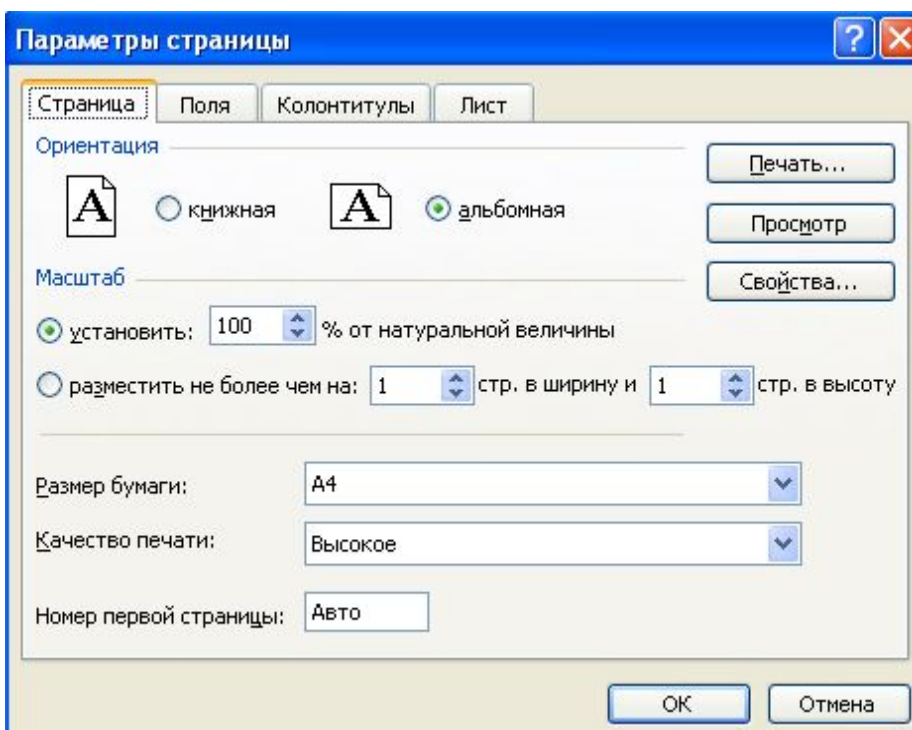 Параметры страницы
Страница Поля Колонтитулы Лист
Ориентация
A книжная A альбомная
Печать...
Просмотр
Свойства...
Масштаб
установить: 100 % от натуральной величины
разместить не более чем на: 1 стр. в ширину и 1 стр. в высоту
Размер бумаги: A4
Качество печати: Высокое
Номер первой страницы: Авто
ОК Отмена